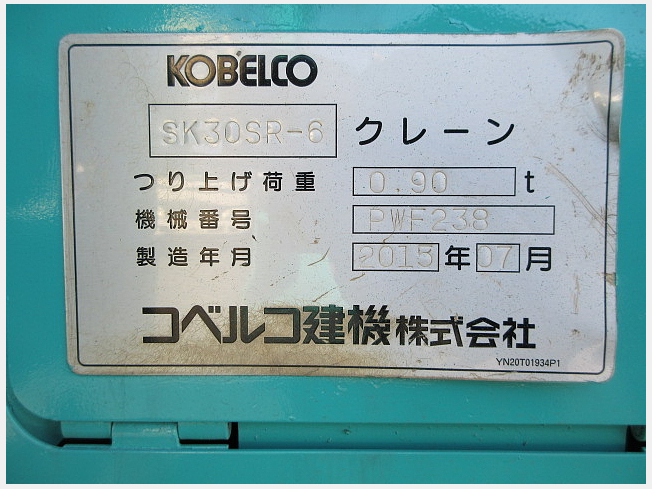 KOBELCO
SK30SR-6 クレーン
つり上げ荷重 0.90 t
機械番号 PWF238
製造年月 2015年07月
コベルコ建機株式会社
YN20T01934P1